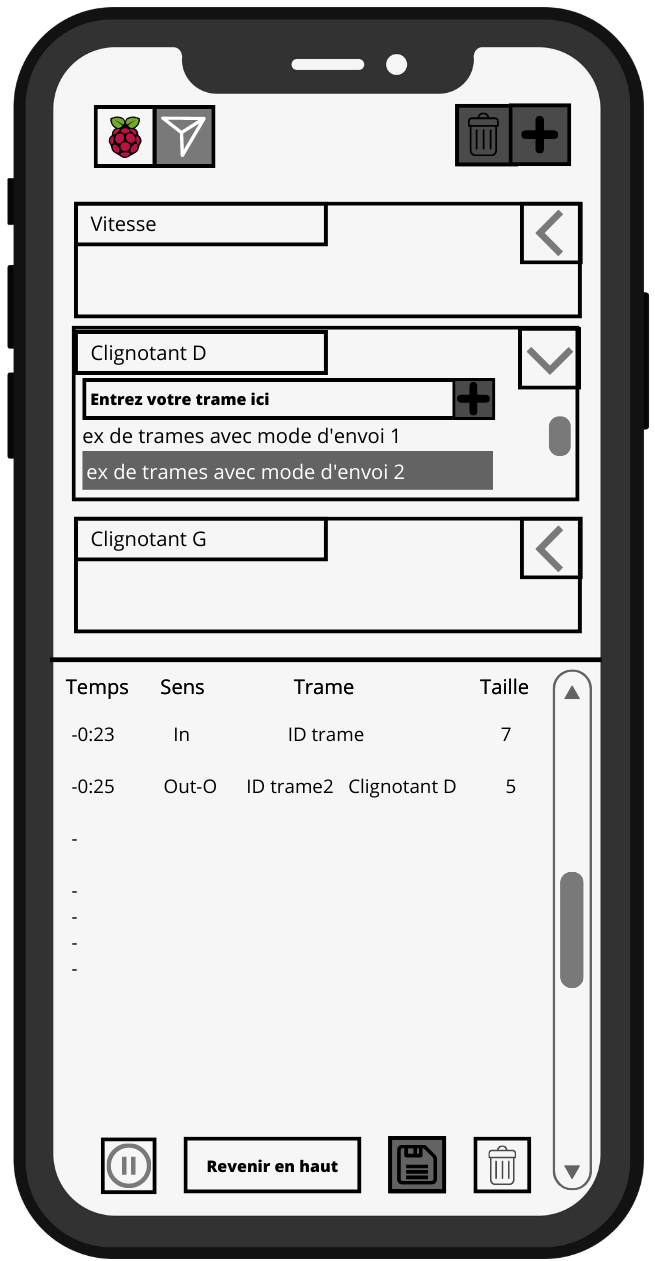 Vitesse
Clignotant D
Entrez votre trame ici
ex de trames avec mode d'envoi 1
ex de trames avec mode d'envoi 2
Clignotant G
Temps Sens Trame Taille
-0:23 In ID trame 7
-0:25 Out-O ID trame2 Clignotant D 5
-
-
-
-
-
Revenir en haut